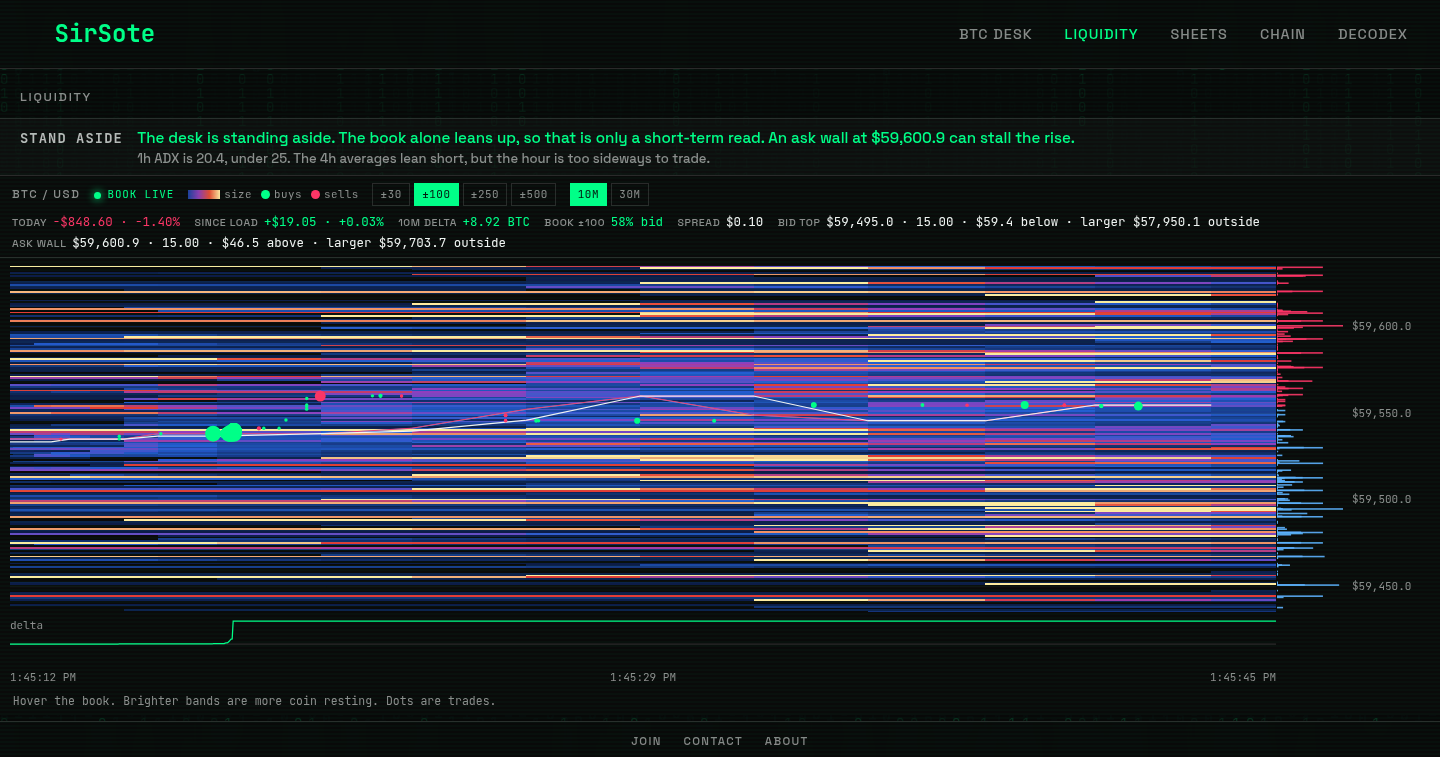 SirSote
BTC DESK LIQUIDITY SHEETS CHAIN DECODEX
LIQUIDITY
STAND ASIDE The desk is standing aside. The book alone leans up, so that is only a short-term read. An ask wall at $59,600.9 can stall the rise.
1h ADX is 20.4, under 25. The 4h averages lean short, but the hour is too sideways to trade.
BTC / USD BOOK LIVE size buys sells ±30 ±100 ±250 ±500 10M 30M
TODAY -$848.60 · -1.40% SINCE LOAD +$19.05 · +0.03% 10M DELTA +8.92 BTC BOOK ±100 58% bid SPREAD $0.10 BID TOP $59,495.0 · 15.00 · $59.4 below · larger $57,950.1 outside
ASK WALL $59,600.9 · 15.00 · $46.5 above · larger $59,703.7 outside
$59,600.0
$59,550.0
$59,500.0
$59,450.0
delta
1:45:12 PM 1:45:29 PM 1:45:45 PM
Hover the book. Brighter bands are more coin resting. Dots are trades.
JOIN CONTACT ABOUT